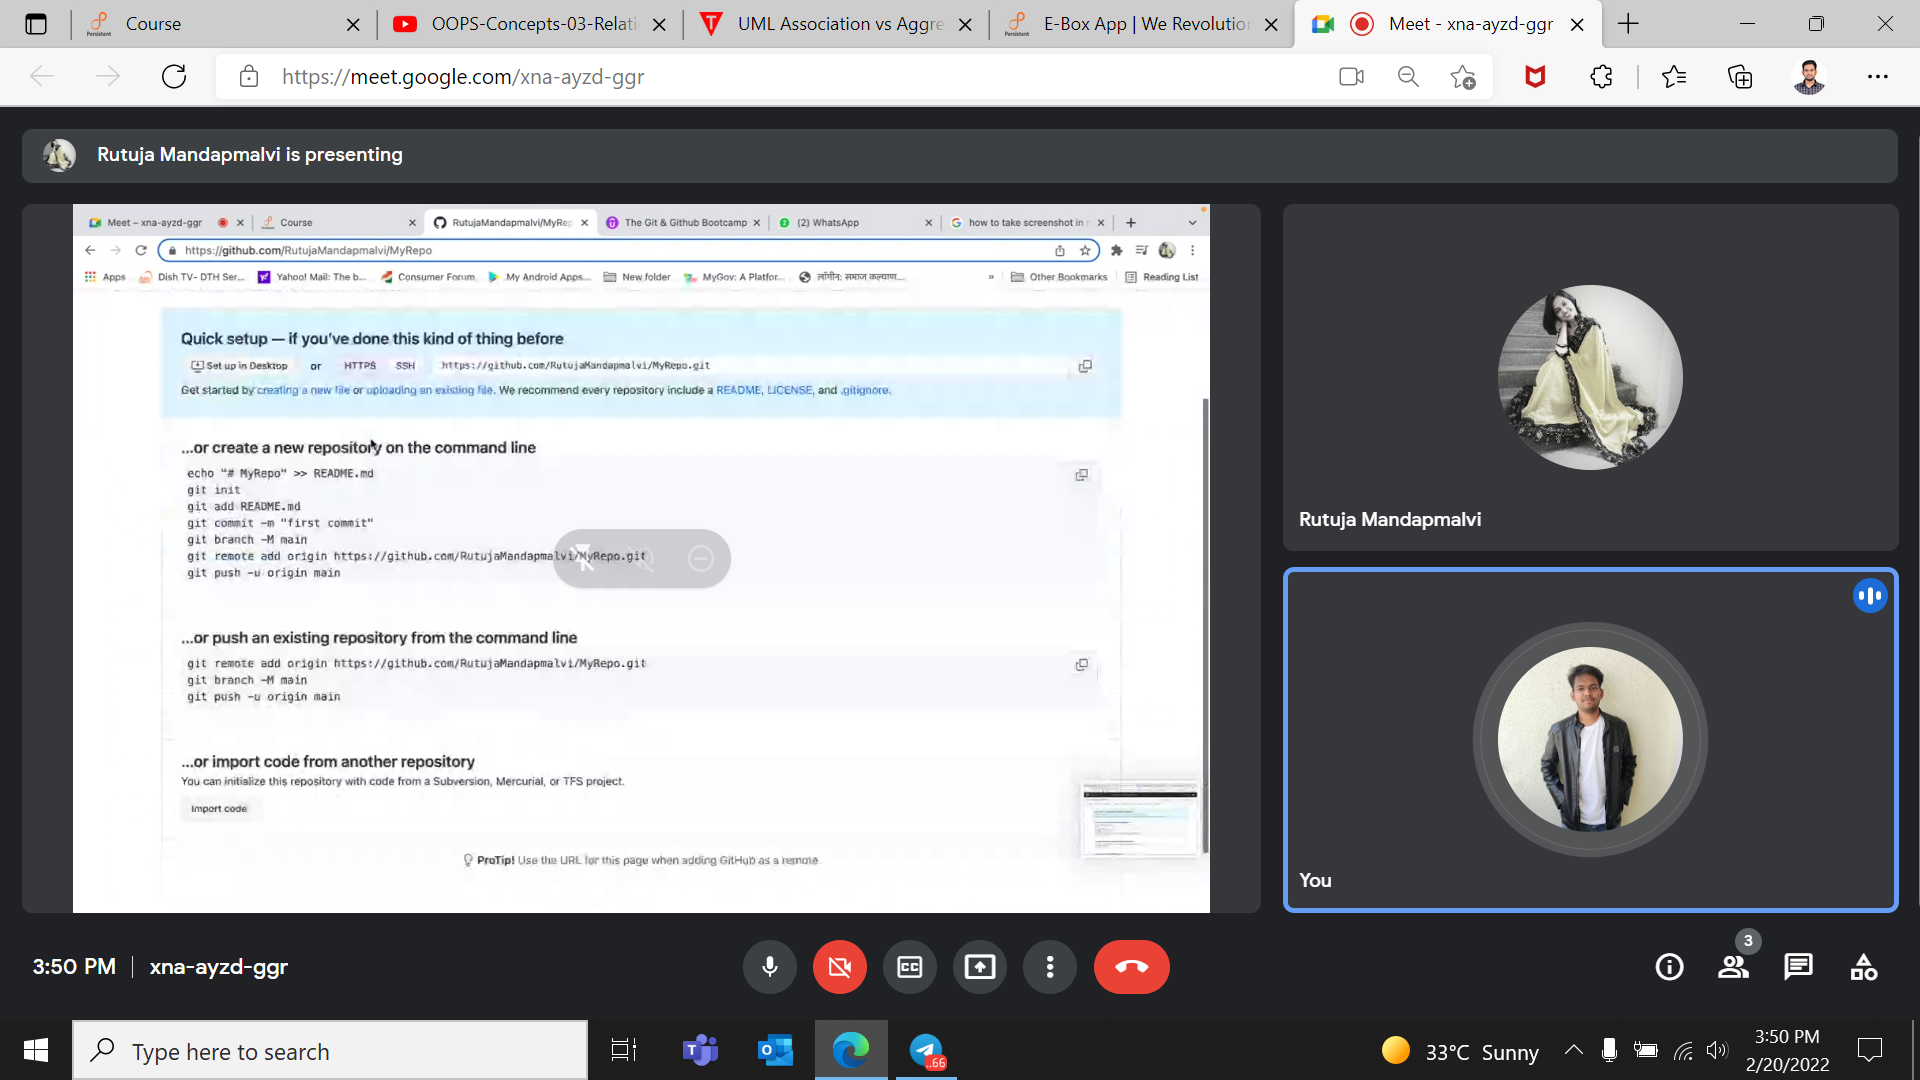 Course
OOPS-Concepts-03-Relati
UML Association vs Aggre
E-Box App | We Revolution
Meet - xna-ayzd-ggr
https://meet.google.com/xna-ayzd-ggr
Rutuja Mandapmalvi is presenting
Meet – xna-ayzd-ggr
Course
RutujaMandapmalvi/MyRep
The Git & Github Bootcamp
(2) WhatsApp
how to take screenshot in
https://github.com/RutujaMandapmalvi/MyRepo
Apps
Dish TV- DTH Ser...
Yahoo! Mail: The b...
Consumer Forum
My Android Apps...
New folder
MyGov: A Platfor...
लॉगीन: समाज कल्याण...
»
Other Bookmarks
Reading List
Quick setup — if you've done this kind of thing before
Set up in Desktop or HTTPS SSH https://github.com/RutujaMandapmalvi/MyRepo.git
Get started by creating a new file or uploading an existing file. We recommend every repository include a README, LICENSE, and .gitignore.
...or create a new repository on the command line
echo "# MyRepo" >> README.md
git init
git add README.md
git commit -m "first commit"
git branch -M main
git remote add origin https://github.com/RutujaMandapmalvi/MyRepo.git
git push -u origin main
...or push an existing repository from the command line
git remote add origin https://github.com/RutujaMandapmalvi/MyRepo.git
git branch -M main
git push -u origin main
...or import code from another repository
You can initialize this repository with code from a Subversion, Mercurial, or TFS project.
Import code
ProTip! Use the URL for this page when adding GitHub as a remote.
Rutuja Mandapmalvi
You
3:50 PM | xna-ayzd-ggr
3
Type here to search
..66
33°C Sunny
3:50 PM
2/20/2022